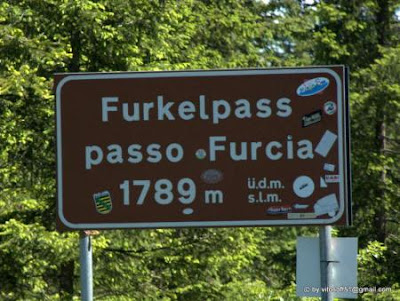 Furkelpass
passo Furcia
1789 m ü.d.m.
s.l.m.